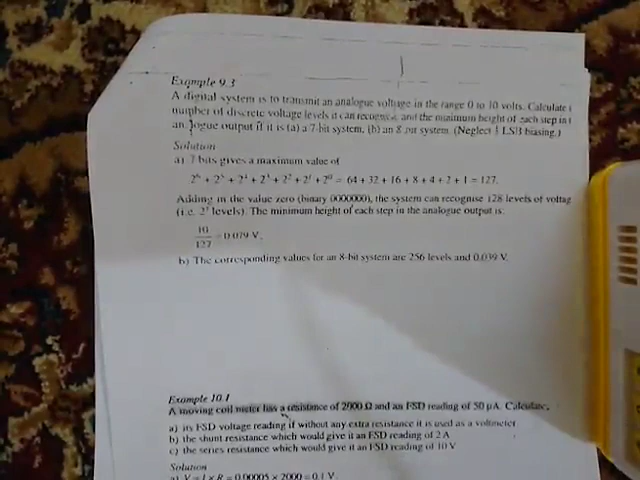 Example 9.3
A digital system is to transmit an analogue voltage in the range 0 to 10 volts. Calculate
number of discrete voltage levels it can recognise, and the minimum height of each step in
analogue output if it is (a) a 7-bit system, (b) an 8-bit system. (Neglect ½ LSB biasing.)
Solution
a) 7 bits gives a maximum value of
2⁶ + 2⁵ + 2⁴ + 2³ + 2² + 2¹ + 2⁰ = 64 + 32 + 16 + 8 + 4 + 2 + 1 = 127.
Adding in the value zero (binary 0000000), the system can recognise 128 levels of voltag
(i.e. 2⁷ levels). The minimum height of each step in the analogue output is:
10
127
= 0.079 V.
b) The corresponding values for an 8-bit system are 256 levels and 0.039 V.
Example 10.1
A moving coil meter has a resistance of 2000 Ω and an FSD reading of 50 μA. Calculate,
a) its FSD voltage reading if without any extra resistance it is used as a voltmeter
b) the shunt resistance which would give it an FSD reading of 2 A
c) the series resistance which would give it an FSD reading of 10 V
Solution
a) V = I × R = 0.00005 × 2000 = 0.1 V.